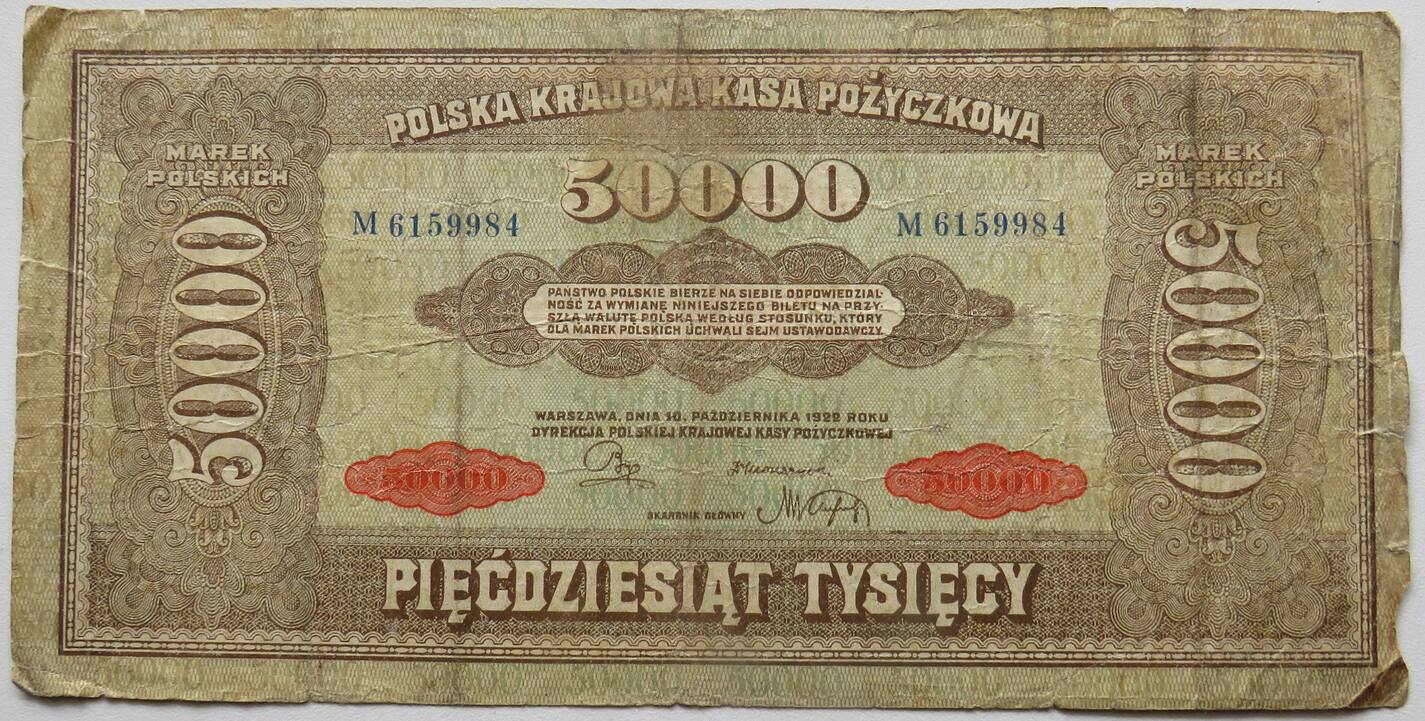 POLSKA KRAJOWA KASA POŻYCZKOWA
MAREK
POLSKICH
MAREK
POLSKICH
50000
M 6159984
M 6159984
50000
50000
PAŃSTWO POLSKIE BIERZE NA SIEBIE ODPOWIEDZIAL-
NOŚĆ ZA WYMIANĘ NINIEJSZEGO BILETU NA PRZY-
SZŁĄ WALUTĘ POLSKĄ WEDŁUG STOSUNKU, KTÓRY
DLA MAREK POLSKICH UCHWALI SEJM USTAWODAWCZY.
WARSZAWA, DNIA 10. PAŹDZIERNIKA 1922 ROKU
DYREKCJA POLSKIEJ KRAJOWEJ KASY POŻYCZKOWEJ
50000
50000
SKARBNIK GŁÓWNY
PIĘĆDZIESIĄT TYSIĘCY